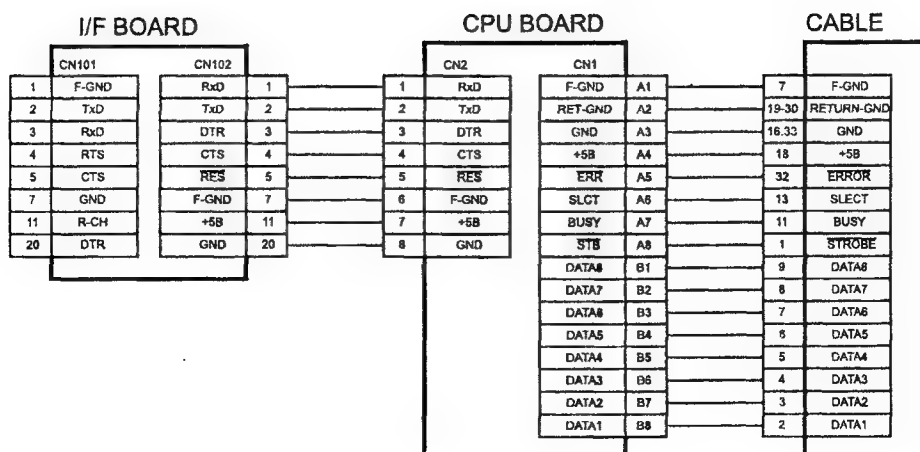 I/F BOARD CPU BOARD CABLE
CN101 CN102 CN2 CN1
1 F-GND RxD 1 1 RxD F-GND A1 7 F-GND
2 TxD TxD 2 2 TxD RET-GND A2 19-30 RETURN-GND
3 RxD DTR 3 3 DTR GND A3 16.33 GND
4 RTS CTS 4 4 CTS +5B A4 18 +5B
5 CTS RES 5 5 RES ERR A5 32 ERROR
7 GND F-GND 7 6 F-GND SLCT A6 13 SLECT
11 R-CH +5B 11 7 +5B BUSY A7 11 BUSY
20 DTR GND 20 8 GND STB A8 1 STROBE
DATA8 B1 9 DATA8
DATA7 B2 8 DATA7
DATA6 B3 7 DATA6
DATA5 B4 6 DATA5
DATA4 B5 5 DATA4
DATA3 B6 4 DATA3
DATA2 B7 3 DATA2
DATA1 B8 2 DATA1